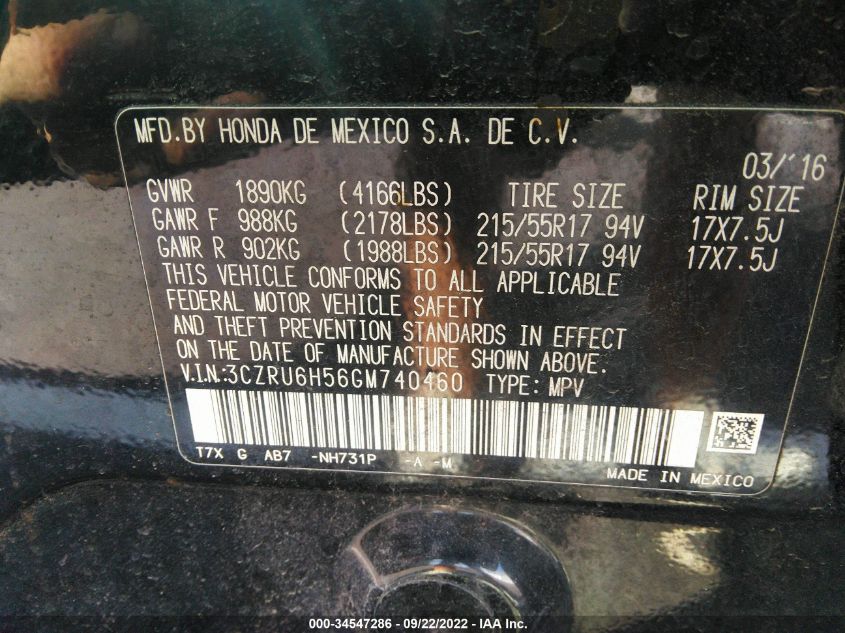 MFD.BY HONDA DE MEXICO S.A. DE C.V.
03/'16
GVWR 1890KG (4166LBS) TIRE SIZE RIM SIZE
GAWR F 988KG (2178LBS) 215/55R17 94V 17X7.5J
GAWR R 902KG (1988LBS) 215/55R17 94V 17X7.5J
THIS VEHICLE CONFORMS TO ALL APPLICABLE
FEDERAL MOTOR VEHICLE SAFETY
AND THEFT PREVENTION STANDARDS IN EFFECT
ON THE DATE OF MANUFACTURE SHOWN ABOVE.
V.I.N.:3CZRU6H56GM740460 TYPE: MPV
T7X G AB7 -NH731P -A -M
MADE IN MEXICO
000-34547286 - 09/22/2022 - IAA Inc.